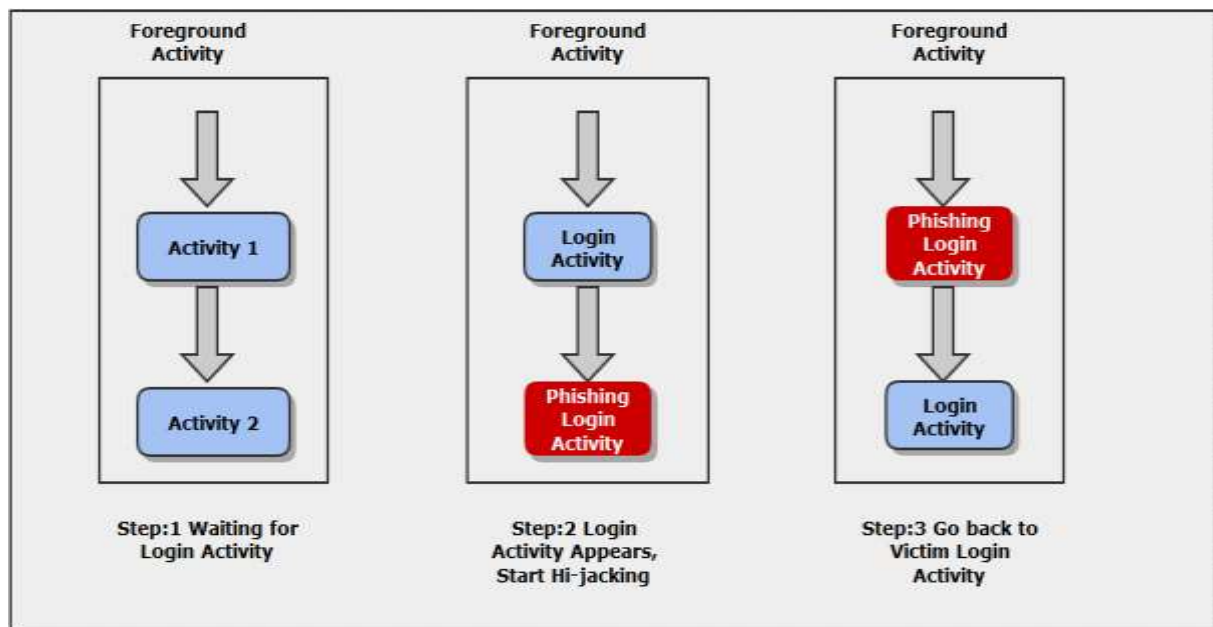 Foreground
Activity
Activity 1
Activity 2
Step:1 Waiting for
Login Activity
Foreground
Activity
Login
Activity
Phishing
Login
Activity
Step:2 Login
Activity Appears,
Start Hi-jacking
Foreground
Activity
Phishing
Login
Activity
Login
Activity
Step:3 Go back to
Victim Login
Activity